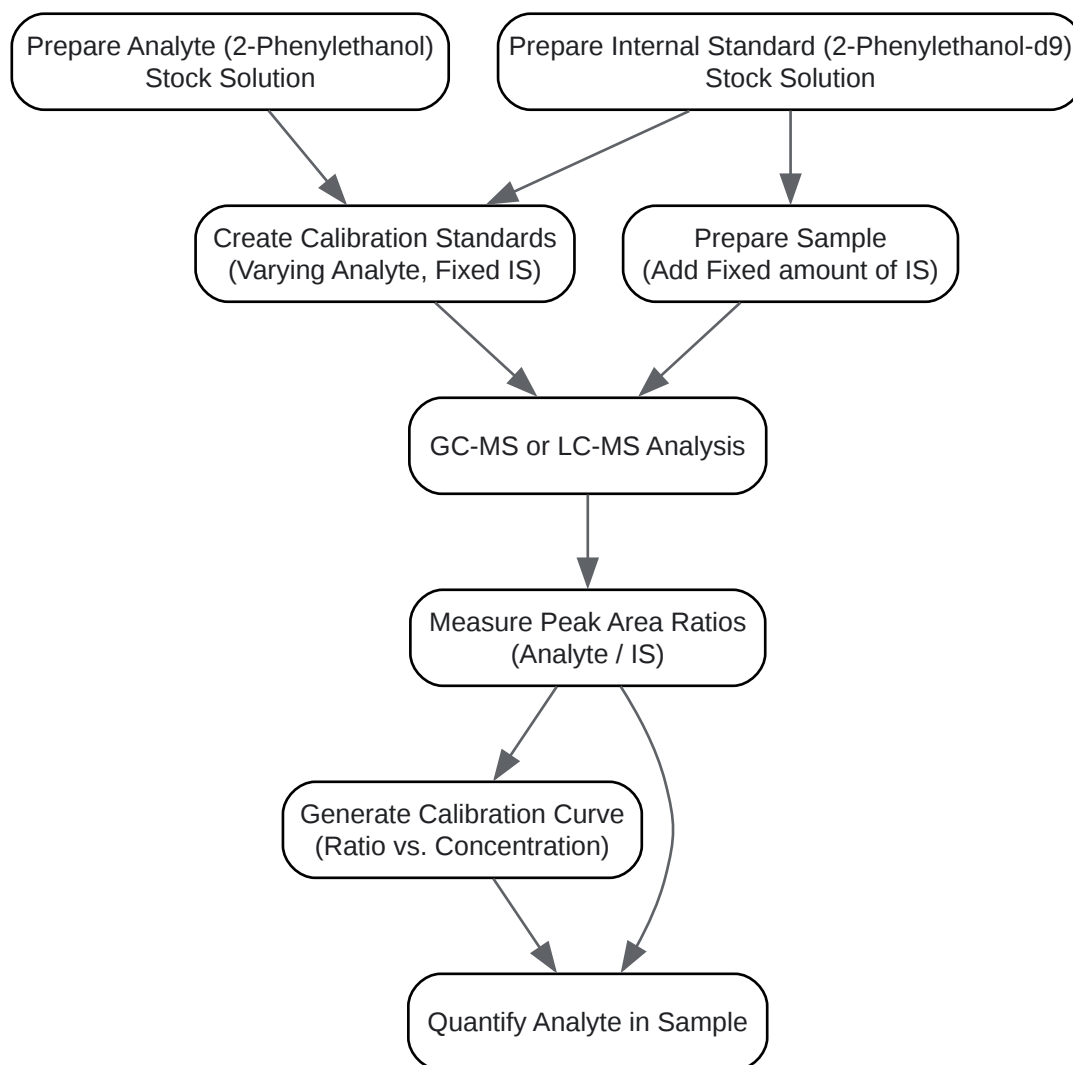 Prepare Analyte (2-Phenylethanol)
Stock Solution
Prepare Internal Standard (2-Phenylethanol-d9)
Stock Solution
Create Calibration Standards
(Varying Analyte, Fixed IS)
Prepare Sample
(Add Fixed amount of IS)
GC-MS or LC-MS Analysis
Measure Peak Area Ratios
(Analyte / IS)
Generate Calibration Curve
(Ratio vs. Concentration)
Quantify Analyte in Sample